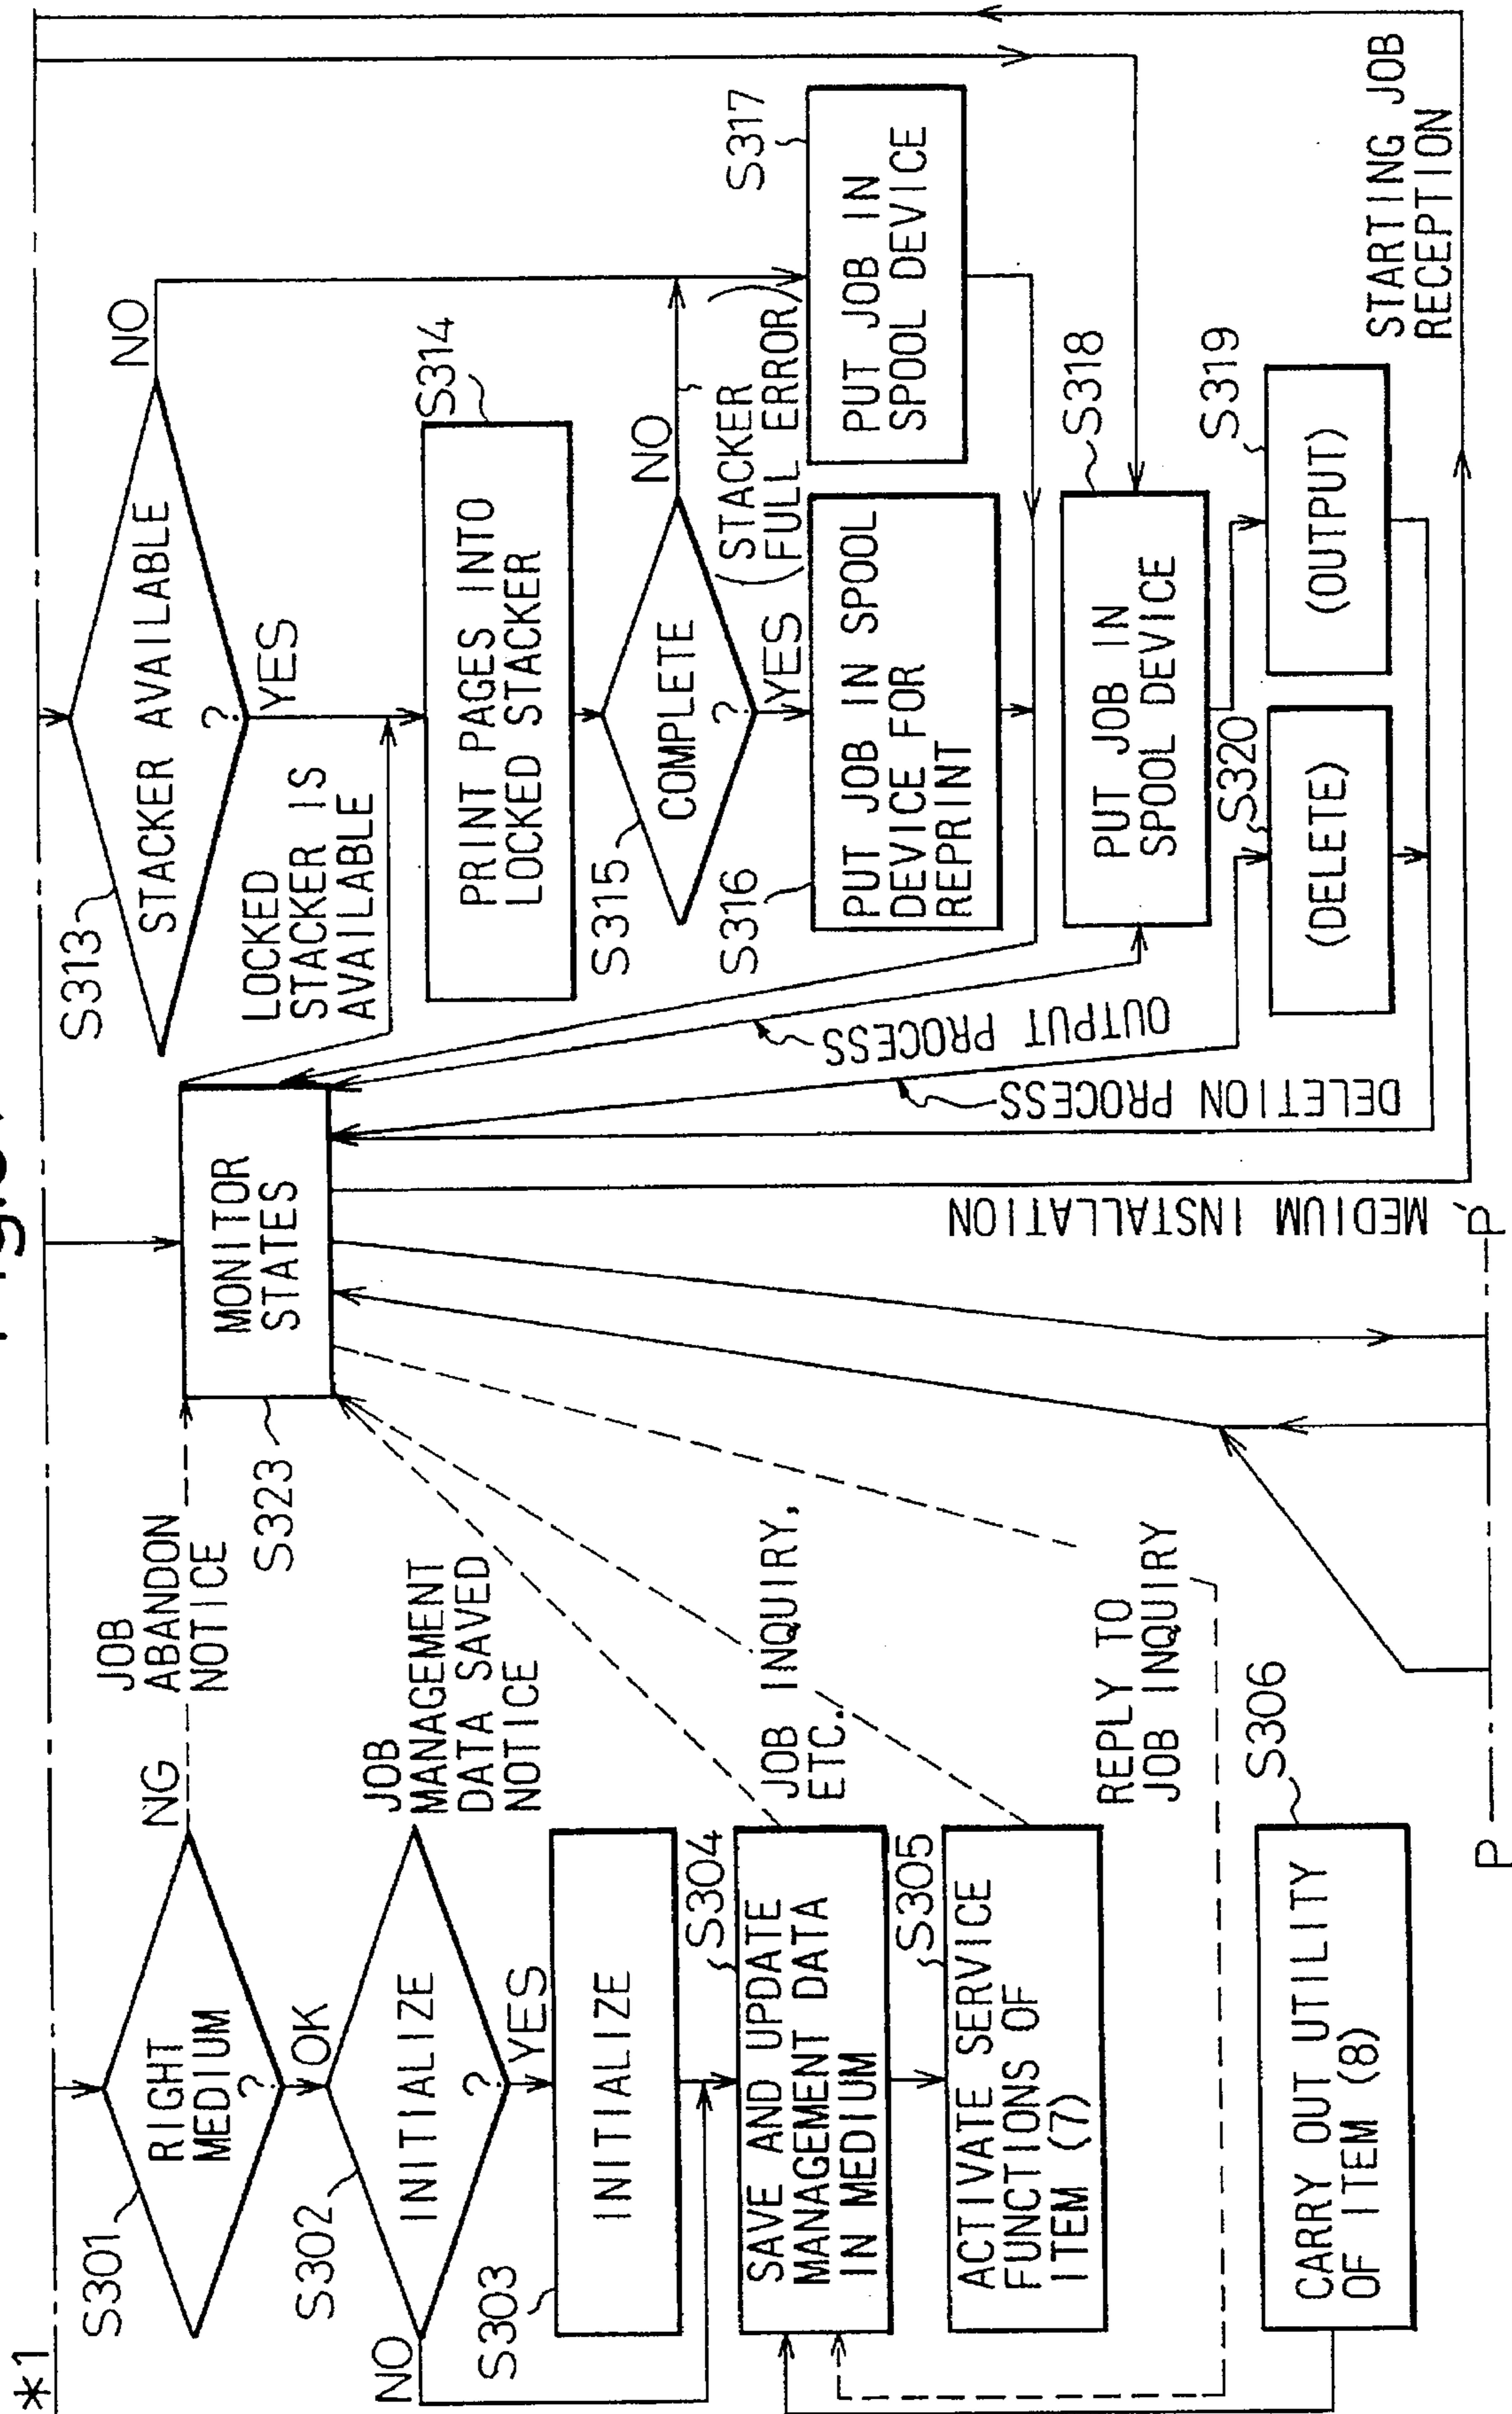 *1
S301
RIGHT
MEDIUM
?
NG
JOB
ABANDON
NOTICE
OK
S302
INITIALIZE
?
NO
YES
JOB
MANAGEMENT
DATA SAVED
NOTICE
S303
INITIALIZE
S304
SAVE AND UPDATE
MANAGEMENT DATA
IN MEDIUM
JOB INQUIRY,
ETC.
S305
ACTIVATE SERVICE
FUNCTIONS OF
ITEM (7)
REPLY TO
JOB INQUIRY
S306
CARRY OUT UTILITY
OF ITEM (8)
P
P'
S323
MONITOR
STATES
MEDIUM INSTALLATION
DELETION PROCESS
OUTPUT PROCESS
S313
STACKER AVAILABLE
?
NO
YES
LOCKED
STACKER IS
AVAILABLE
S314
PRINT PAGES INTO
LOCKED STACKER
S315
COMPLETE
?
NO
(STACKER
FULL ERROR)
YES
S316
PUT JOB IN SPOOL
DEVICE FOR
REPRINT
S317
PUT JOB IN
SPOOL DEVICE
S318
PUT JOB IN
SPOOL DEVICE
S320
(DELETE)
S319
(OUTPUT)
STARTING JOB
RECEPTION